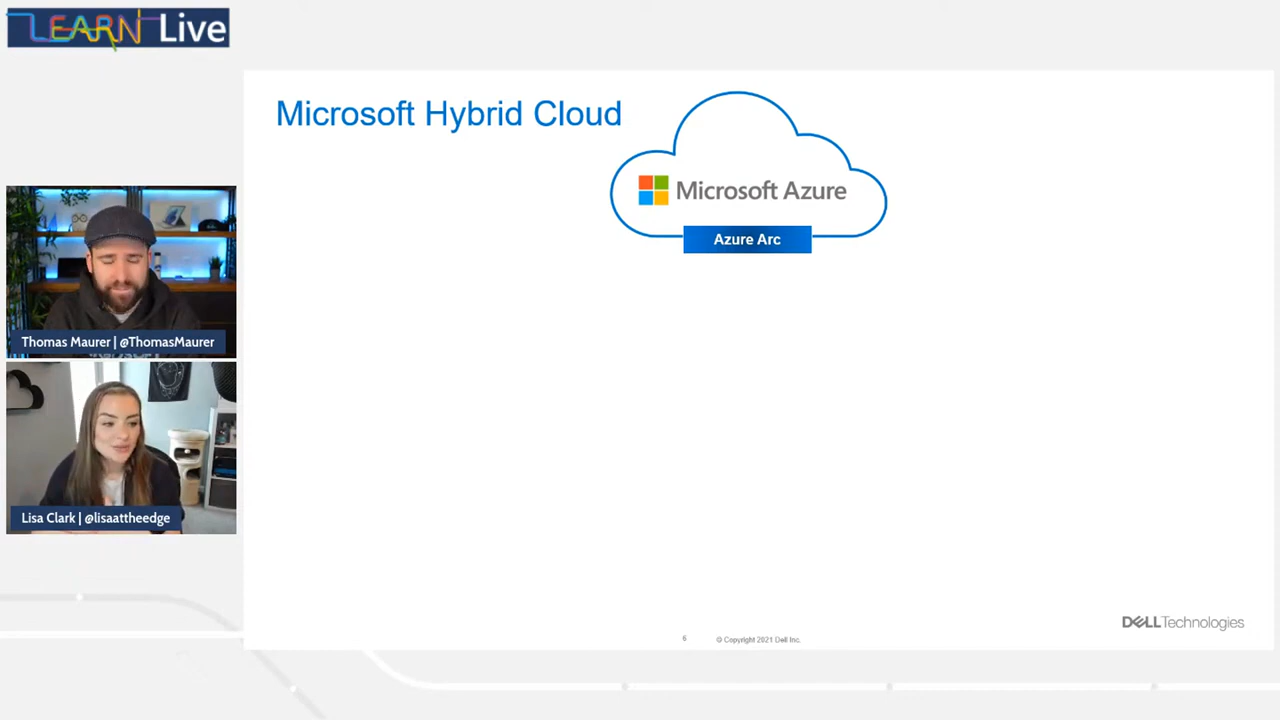 LEARN Live
Microsoft Hybrid Cloud
Microsoft Azure
Azure Arc
Thomas Maurer | @ThomasMaurer
Lisa Clark | @lisaattheedge
DELL Technologies
6
© Copyright 2021 Dell Inc.